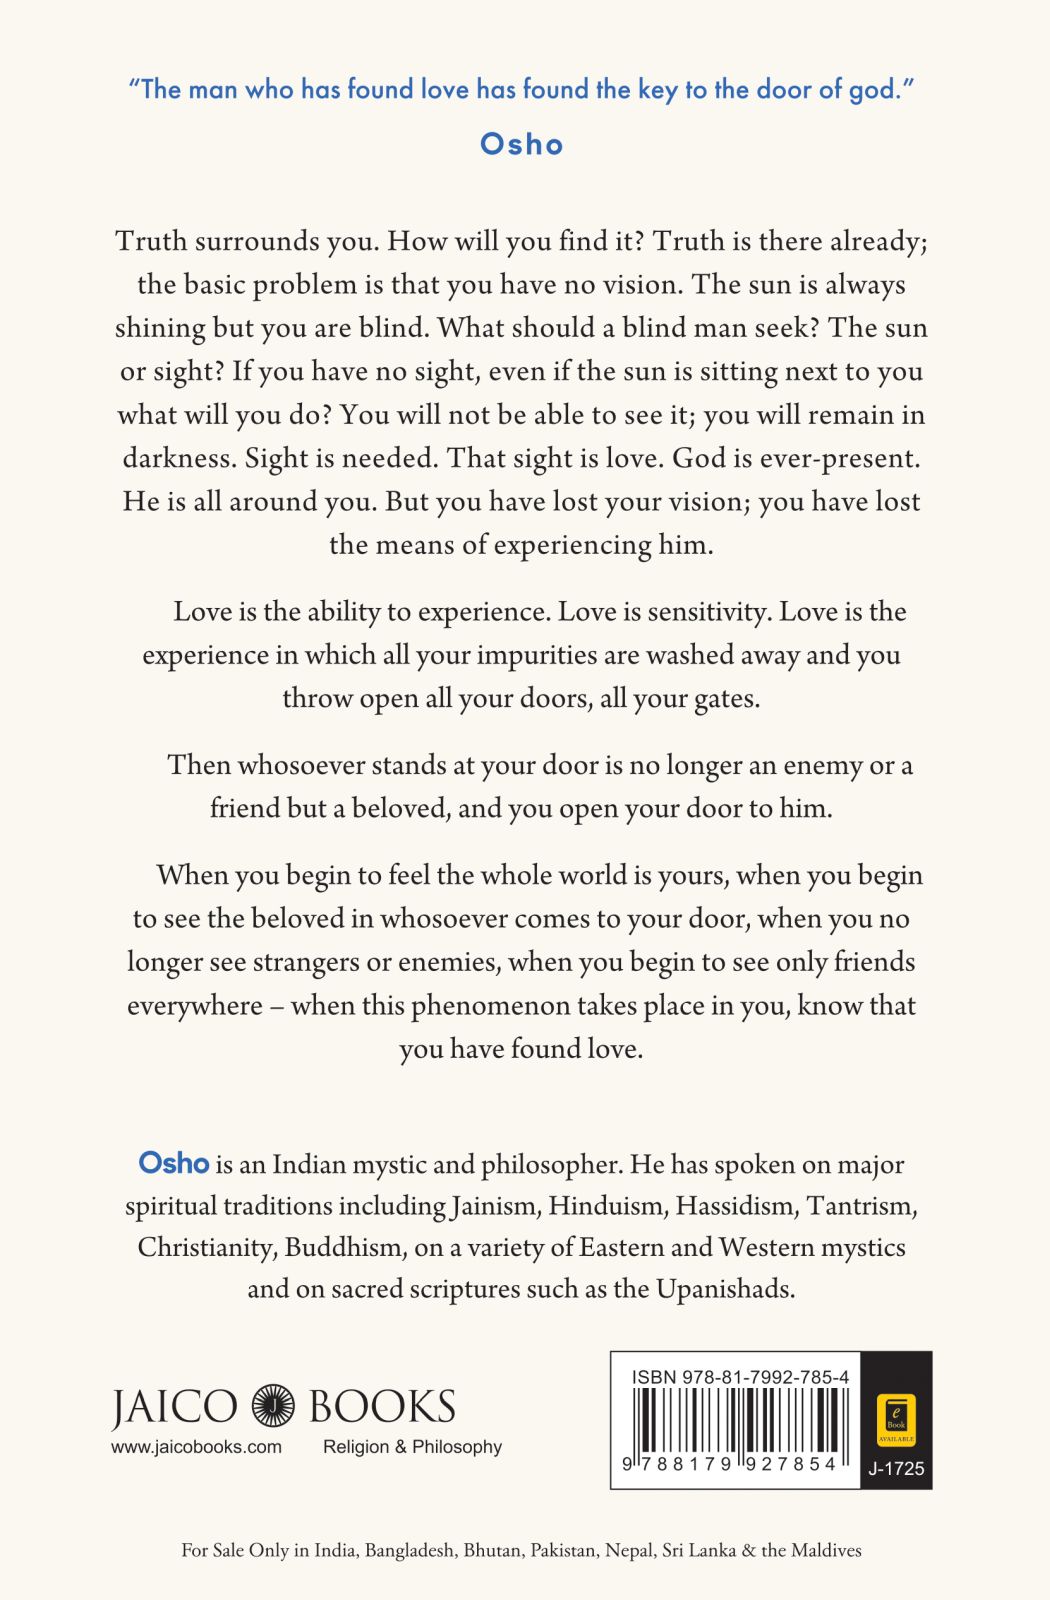 “The man who has found love has found the key to the door of god.”
Osho
Truth surrounds you. How will you find it? Truth is there already;
the basic problem is that you have no vision. The sun is always
shining but you are blind. What should a blind man seek? The sun
or sight? If you have no sight, even if the sun is sitting next to you
what will you do? You will not be able to see it; you will remain in
darkness. Sight is needed. That sight is love. God is ever-present.
He is all around you. But you have lost your vision; you have lost
the means of experiencing him.
Love is the ability to experience. Love is sensitivity. Love is the
experience in which all your impurities are washed away and you
throw open all your doors, all your gates.
Then whosoever stands at your door is no longer an enemy or a
friend but a beloved, and you open your door to him.
When you begin to feel the whole world is yours, when you begin
to see the beloved in whosoever comes to your door, when you no
longer see strangers or enemies, when you begin to see only friends
everywhere – when this phenomenon takes place in you, know that
you have found love.
Osho is an Indian mystic and philosopher. He has spoken on major
spiritual traditions including Jainism, Hinduism, Hassidism, Tantrism,
Christianity, Buddhism, on a variety of Eastern and Western mystics
and on sacred scriptures such as the Upanishads.
JAICO J BOOKS
www.jaicobooks.com Religion & Philosophy
ISBN 978-81-7992-785-4
9 788179 927854
e
Book
AVAILABLE
J-1725
For Sale Only in India, Bangladesh, Bhutan, Pakistan, Nepal, Sri Lanka & the Maldives